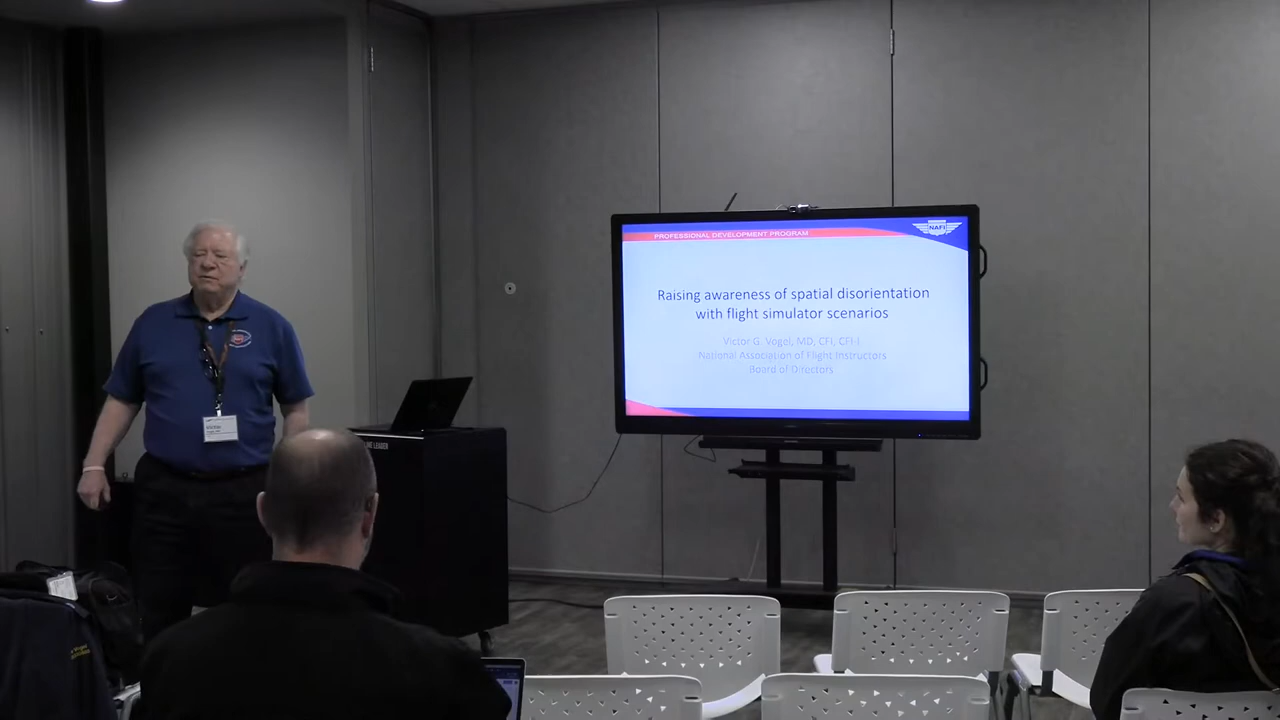 PROFESSIONAL DEVELOPMENT PROGRAM
NAFI
Raising awareness of spatial disorientation
with flight simulator scenarios
Victor G. Vogel, MD, CFI, CFI-I
National Association of Flight Instructors
Board of Directors